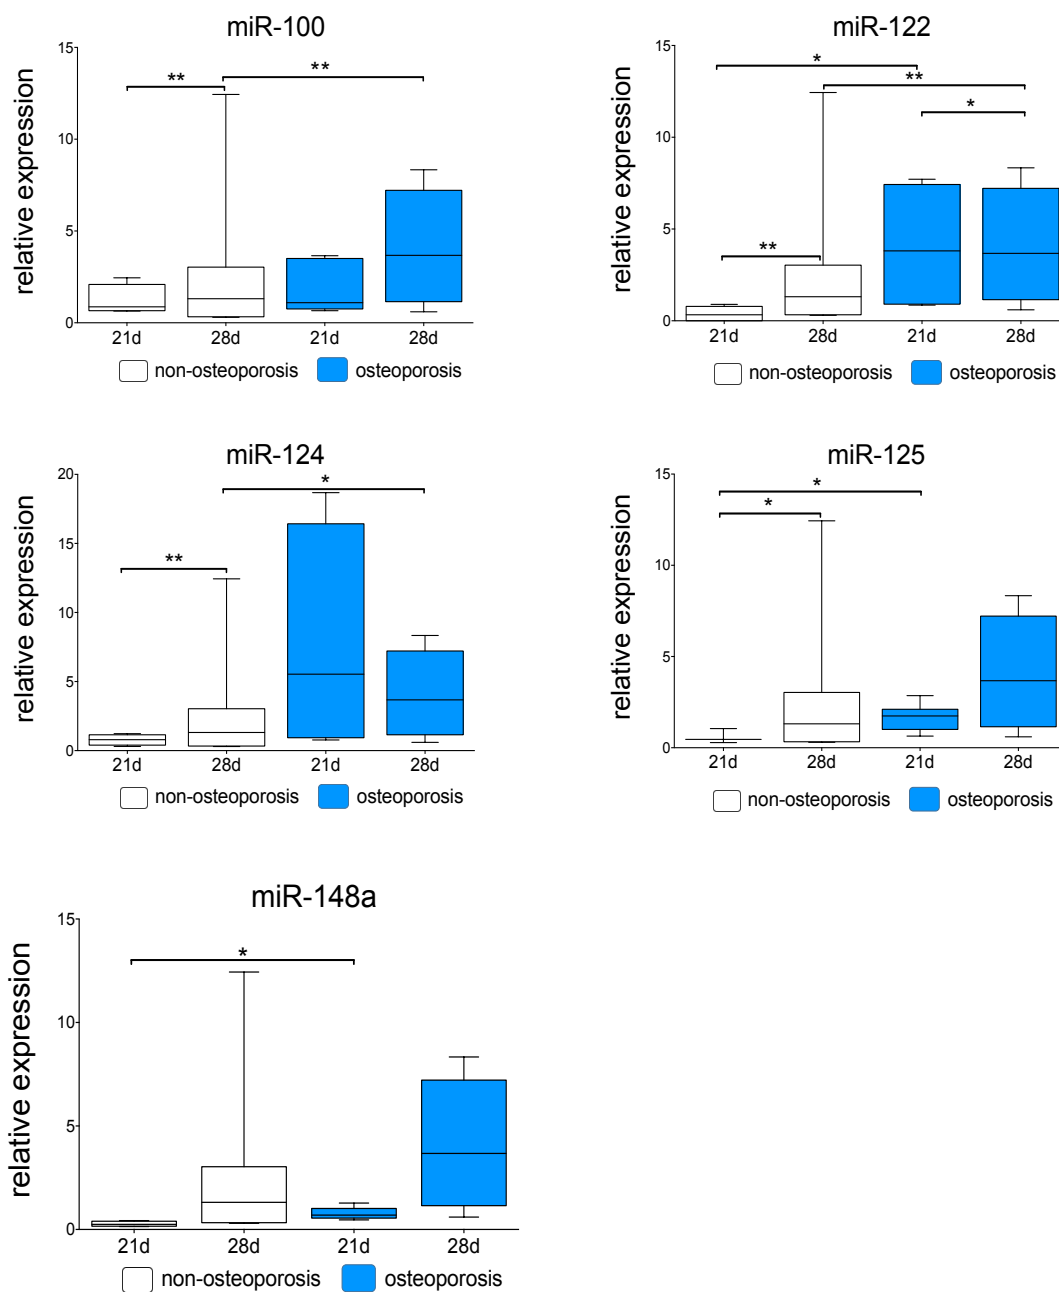 miR-100
relative expression
15
10
5
0
**
**
21d 28d 21d 28d
non-osteoporosis osteoporosis
miR-122
relative expression
15
10
5
0
*
**
*
**
21d 28d 21d 28d
non-osteoporosis osteoporosis
miR-124
relative expression
20
15
10
5
0
*
**
21d 28d 21d 28d
non-osteoporosis osteoporosis
miR-125
relative expression
15
10
5
0
*
*
21d 28d 21d 28d
non-osteoporosis osteoporosis
miR-148a
relative expression
15
10
5
0
*
21d 28d 21d 28d
non-osteoporosis osteoporosis